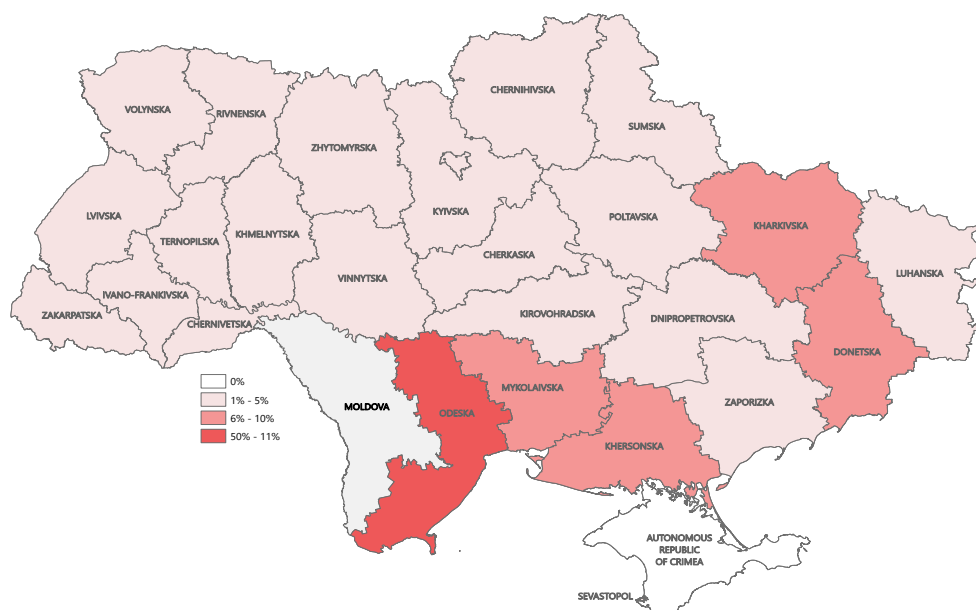 CHERNIHIVSKA
VOLYNSKA
RIVNENSKA
SUMSKA
ZHYTOMYRSKA
LVIVSKA
KYIVSKA
POLTAVSKA
KHARKIVSKA
TERNOPILSKA
KHMELNYTSKA
CHERKASKA
VINNYTSKA
LUHANSKA
IVANO-FRANKIVSKA
ZAKARPATSKA
CHERNIVETSKA
KIROVOHRADSKA
DNIPROPETROVSKA
DONETSKA
MYKOLAIVSKA
ZAPORIZKA
MOLDOVA
ODESKA
KHERSONSKA
0%
1% - 5%
6% - 10%
50% - 11%
AUTONOMOUS
REPUBLIC
OF CRIMEA
SEVASTOPOL